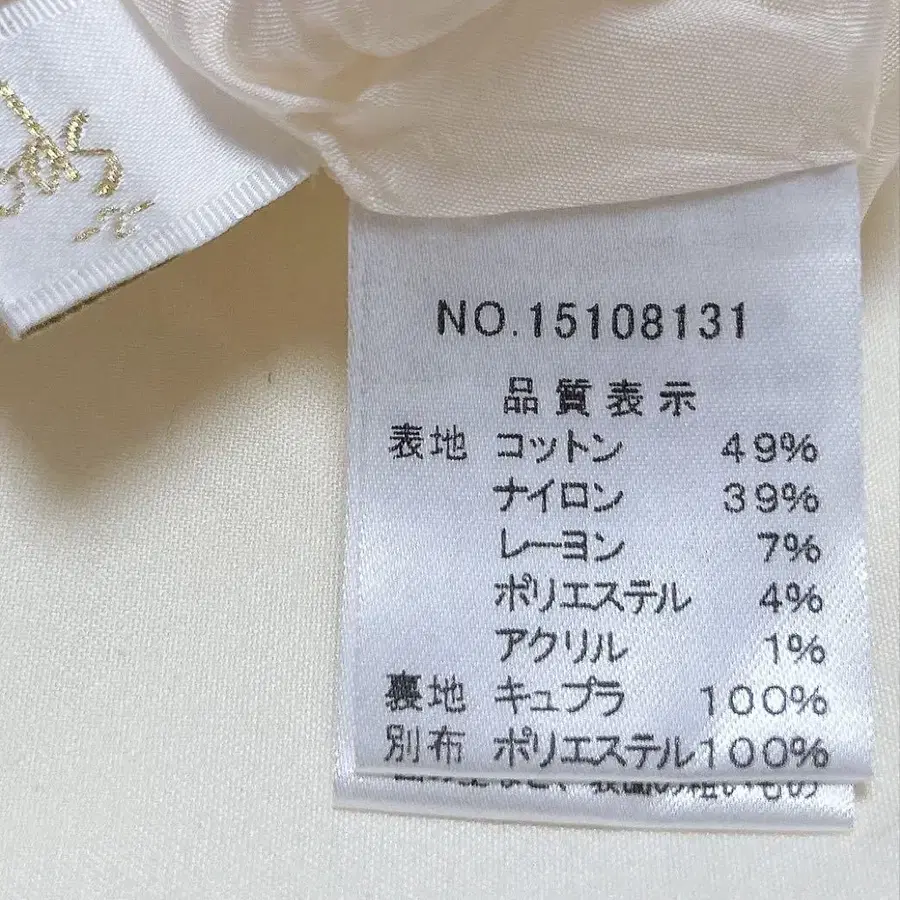 NO.15108131
品質表示
表地 コットン 49%
ナイロン 39%
レーヨン 7%
ポリエステル 4%
アクリル 1%
裏地 キュプラ 100%
別布 ポリエステル100%